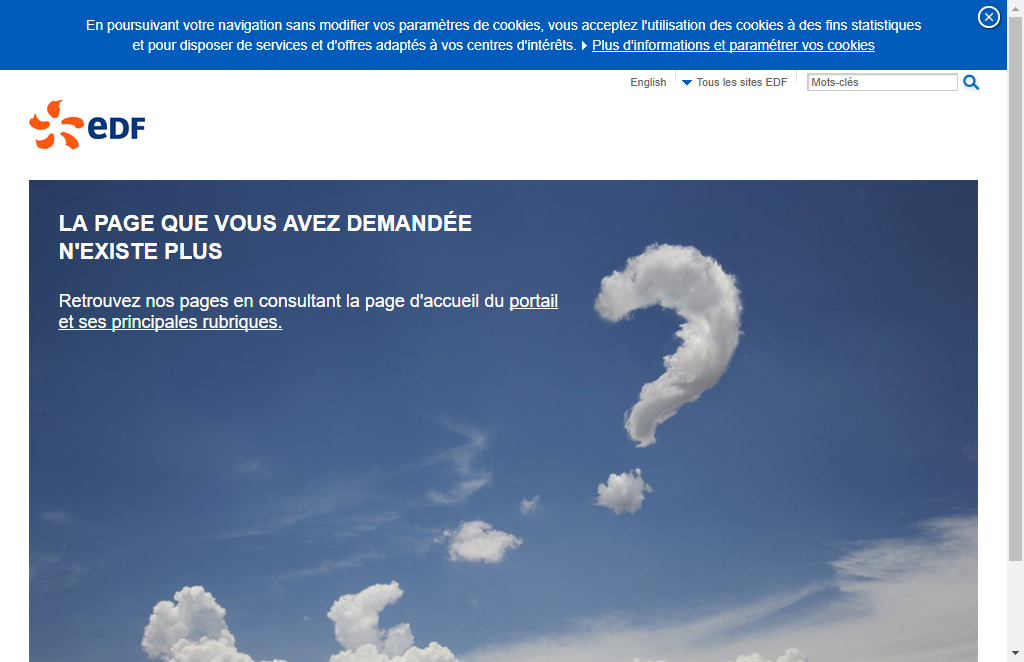 En poursuivant votre navigation sans modifier vos paramètres de cookies, vous acceptez l'utilisation des cookies à des fins statistiques
et pour disposer de services et d'offres adaptés à vos centres d'intérêts. Plus d'informations et paramétrer vos cookies
English Tous les sites EDF Mots-clés
eDF
LA PAGE QUE VOUS AVEZ DEMANDÉE
N'EXISTE PLUS
Retrouvez nos pages en consultant la page d'accueil du portail
et ses principales rubriques.